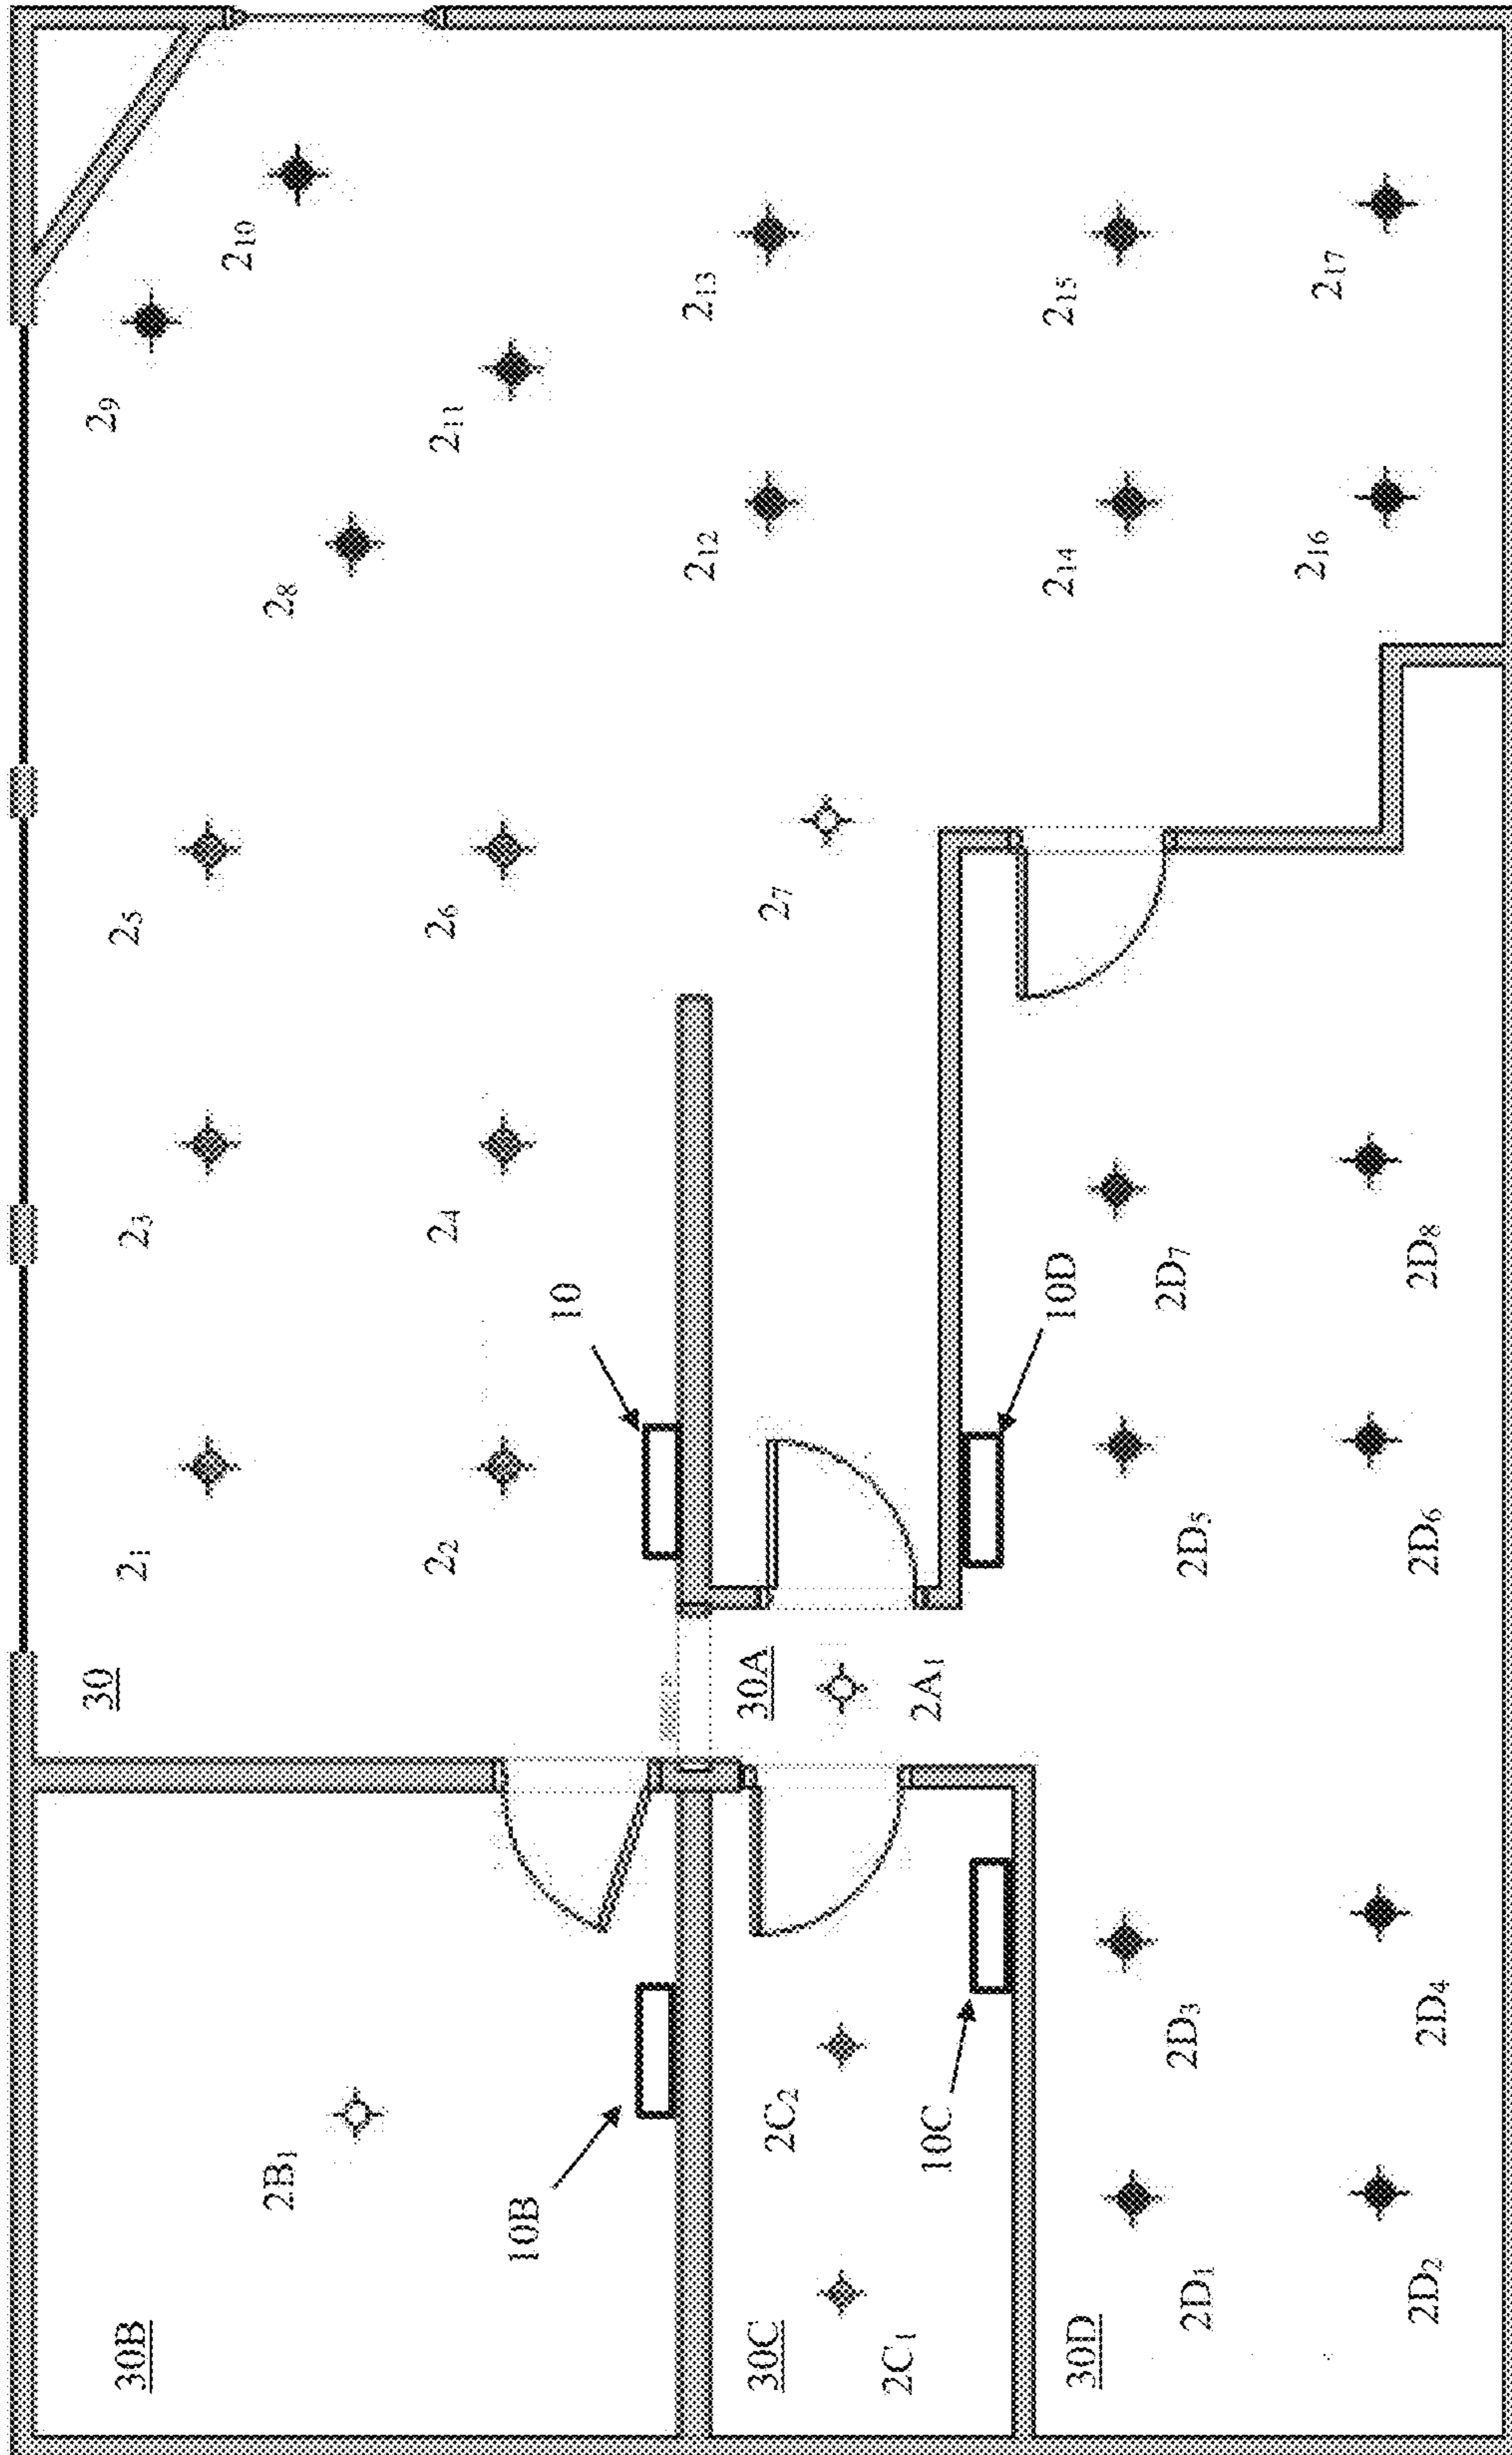 30B
30
2₁
2₃
2₅
2₉
2₁₀
2B₁
2₈
2₂
2₄
2₆
2₁₁
10B
10
2₁₂
2₁₃
30C
2C₂
30A
2₇
2C₁
10C
2A₁
30D
10D
2₁₄
2₁₅
2D₁
2D₃
2D₅
2D₇
2₁₆
2₁₇
2D₂
2D₄
2D₆
2D₈